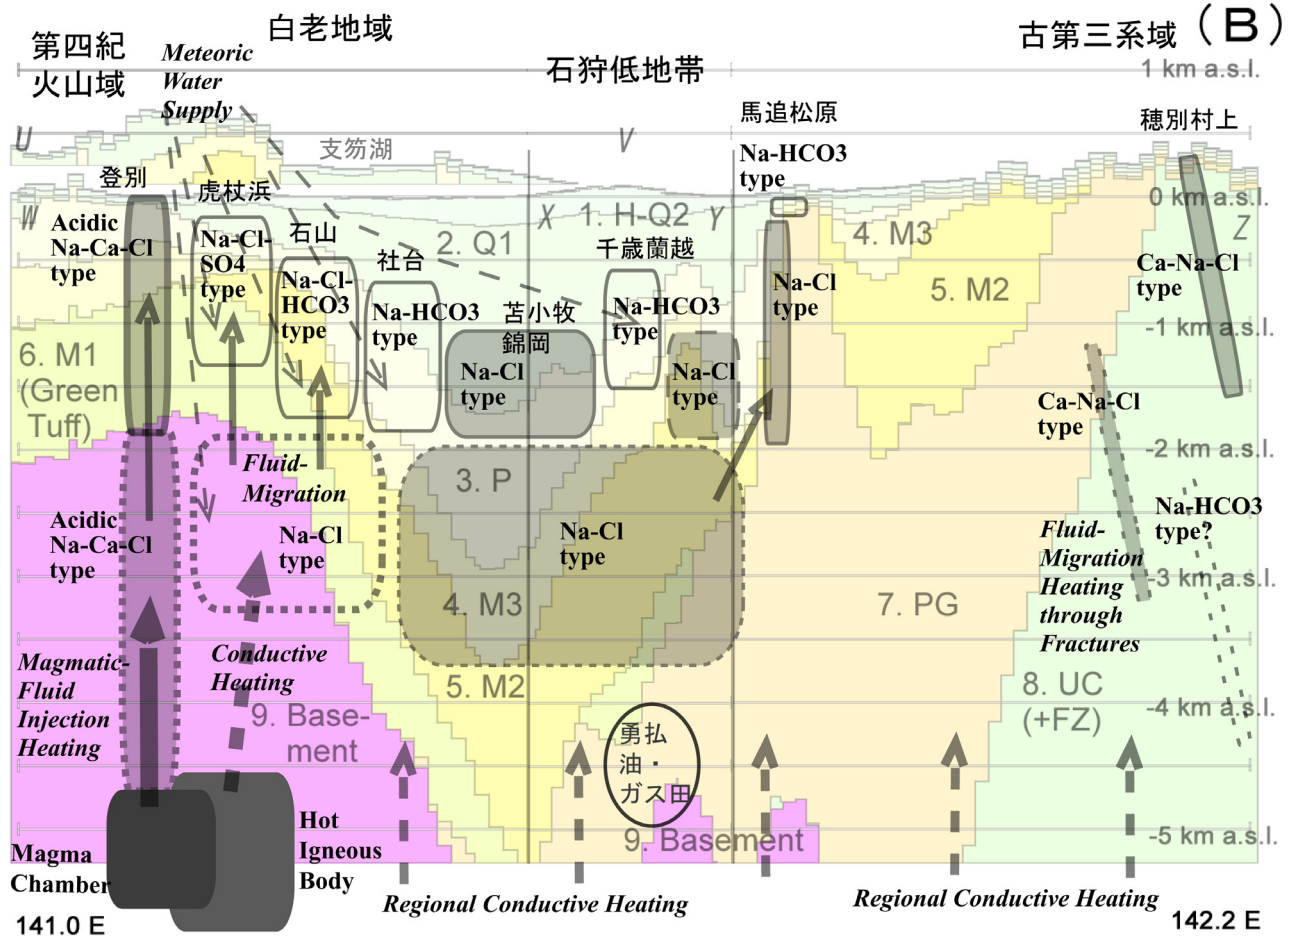 (B)
白老地域
第四紀
火山域
Meteoric
Water
Supply
石狩低地帯
古第三系域
1 km a.s.l.
馬追松原
穂別村上
U
支笏湖
V
Na-HCO3
type
登別
虎杖浜
0 km a.s.l.
W
Acidic
Na-Ca-Cl
type
Na-Cl-
SO4
type
石山
社台
2. Q1
X
1. H-Q2
Y
千歳蘭越
4. M3
Z
Na-Cl-
HCO3
type
Na-HCO3
type
苫小牧
錦岡
Na-HCO3
type
Na-Cl
type
5. M2
Ca-Na-Cl
type
-1 km a.s.l.
6. M1
(Green
Tuff)
Na-Cl
type
Na-Cl
type
Ca-Na-Cl
type
-2 km a.s.l.
Fluid-
Migration
3. P
Acidic
Na-Ca-Cl
type
Na-Cl
type
Na-Cl
type
Na-HCO3
type?
Fluid-
Migration
Heating
through
Fractures
-3 km a.s.l.
4. M3
7. PG
Magmatic-
Fluid
Injection
Heating
Conductive
Heating
5. M2
8. UC
(+FZ)
-4 km a.s.l.
9. Base-
ment
勇払
油・
ガス田
9. Basement
-5 km a.s.l.
Magma
Chamber
Hot
Igneous
Body
Regional Conductive Heating
Regional Conductive Heating
141.0 E
142.2 E